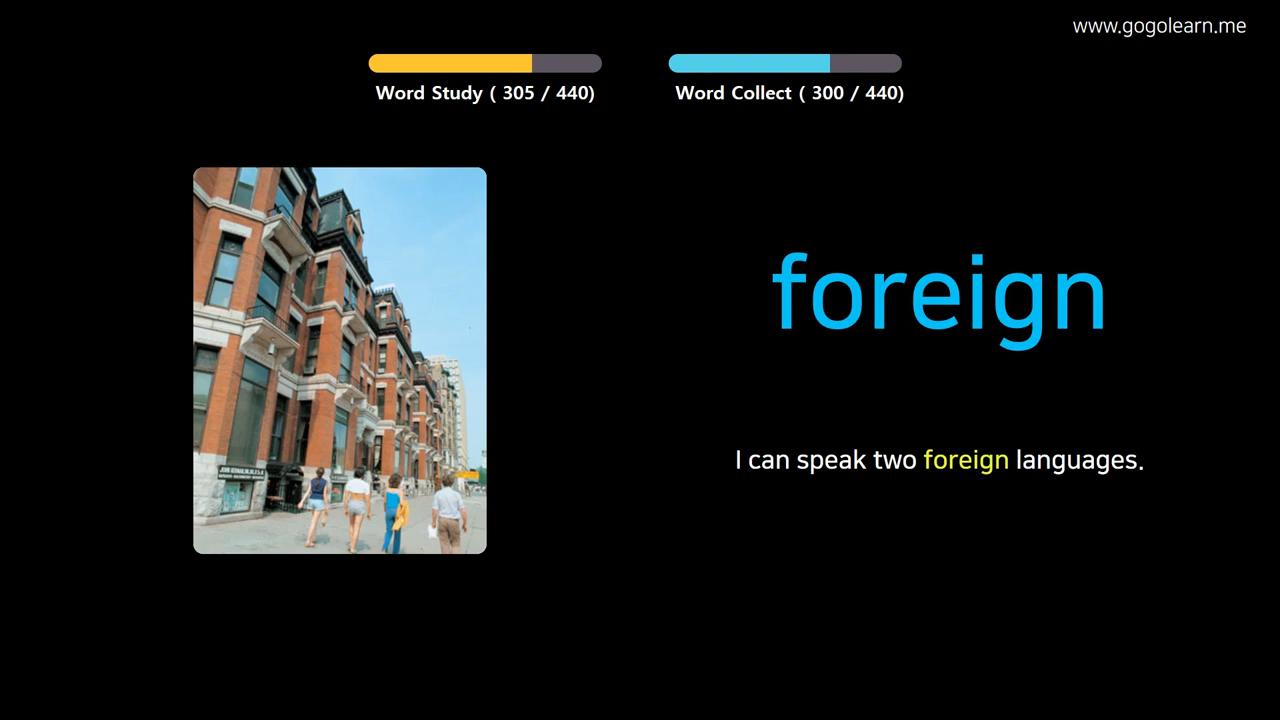 www.gogolearn.me
Word Study ( 305 / 440)
Word Collect ( 300 / 440)
foreign
I can speak two foreign languages.